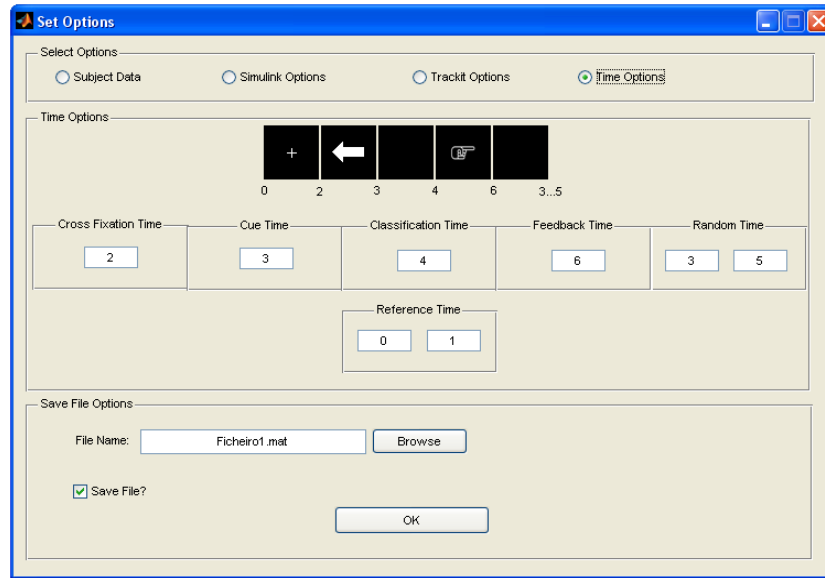 Set Options
Select Options
Subject Data Simulink Options Trackit Options Time Options
Time Options
+
0 2 3 4 6 3...5
Cross Fixation Time Cue Time Classification Time Feedback Time Random Time
2 3 4 6 3 5
Reference Time
0 1
Save File Options
File Name: Ficheiro1.mat Browse
Save File?
OK